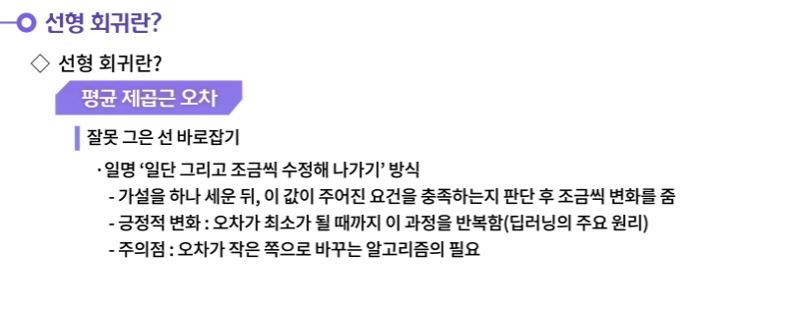 선형 회귀란?
◇ 선형 회귀란?
평균 제곱근 오차
잘못 그은 선 바로잡기
·일명 ‘일단 그리고 조금씩 수정해 나가기’ 방식
- 가설을 하나 세운 뒤, 이 값이 주어진 요건을 충족하는지 판단 후 조금씩 변화를 줌
- 긍정적 변화 : 오차가 최소가 될 때까지 이 과정을 반복함(딥러닝의 주요 원리)
- 주의점 : 오차가 작은 쪽으로 바꾸는 알고리즘의 필요